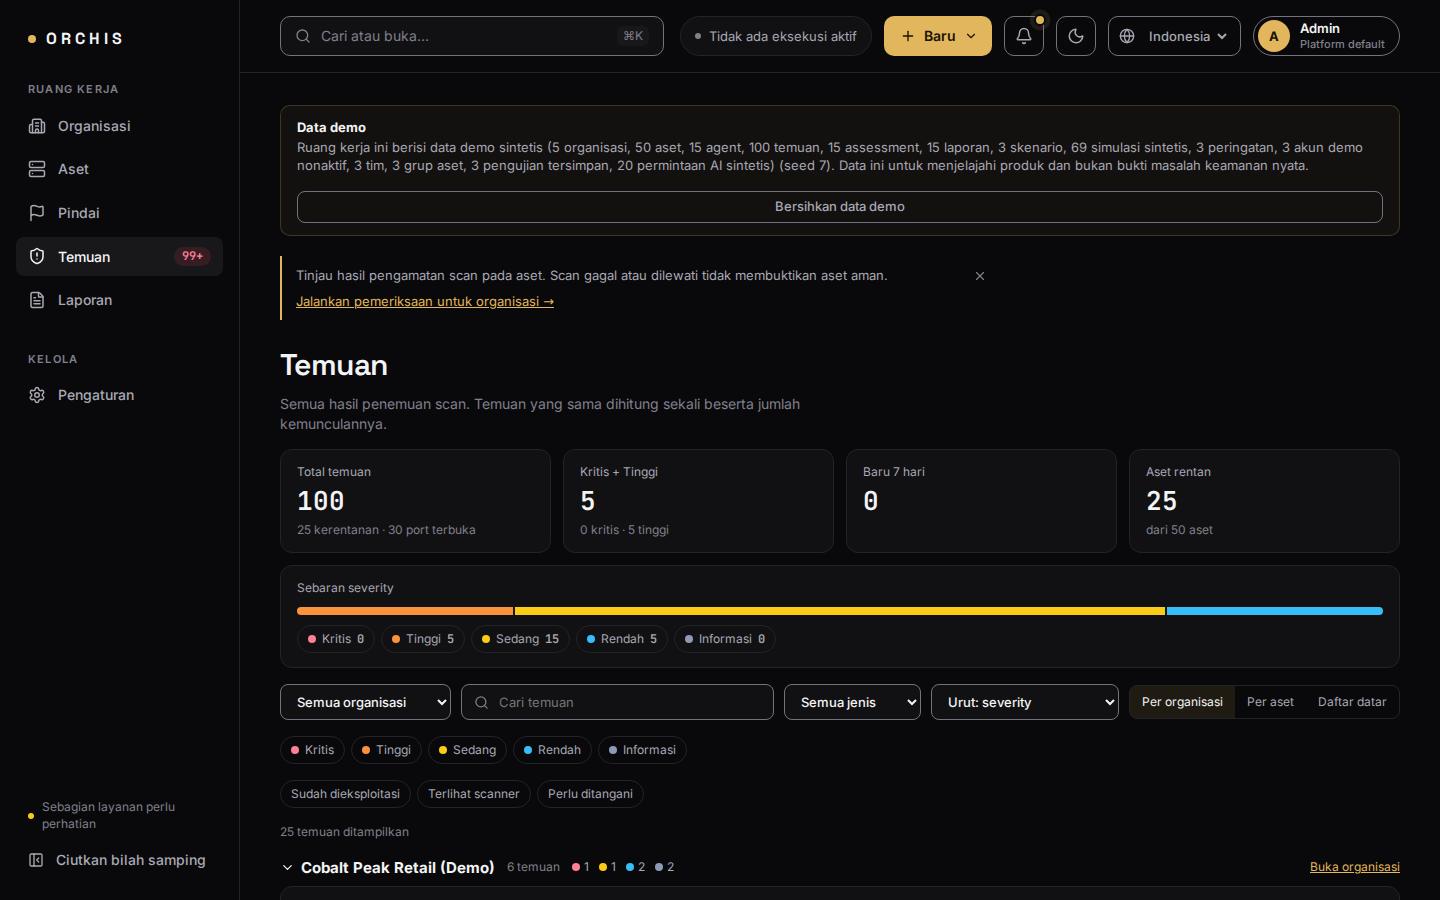 ORCHIS
RUANG KERJA
Organisasi
Aset
Pindai
Temuan 99+
Laporan
KELOLA
Pengaturan
Sebagian layanan perlu
perhatian
Ciutkan bilah samping
Cari atau buka... ⌘K
Tidak ada eksekusi aktif
+ Baru
Indonesia
A
Admin
Platform default
Data demo
Ruang kerja ini berisi data demo sintetis (5 organisasi, 50 aset, 15 agent, 100 temuan, 15 assessment, 15 laporan, 3 skenario, 69 simulasi sintetis, 3 peringatan, 3 akun demo
nonaktif, 3 tim, 3 grup aset, 3 pengujian tersimpan, 20 permintaan AI sintetis) (seed 7). Data ini untuk menjelajahi produk dan bukan bukti masalah keamanan nyata.
Bersihkan data demo
Tinjau hasil pengamatan scan pada aset. Scan gagal atau dilewati tidak membuktikan aset aman.
Jalankan pemeriksaan untuk organisasi →
Temuan
Semua hasil penemuan scan. Temuan yang sama dihitung sekali beserta jumlah
kemunculannya.
Total temuan
100
25 kerentanan · 30 port terbuka
Kritis + Tinggi
5
0 kritis · 5 tinggi
Baru 7 hari
0
Aset rentan
25
dari 50 aset
Sebaran severity
Kritis 0 Tinggi 5 Sedang 15 Rendah 5 Informasi 0
Semua organisasi Cari temuan Semua jenis Urut: severity Per organisasi Per aset Daftar datar
Kritis Tinggi Sedang Rendah Informasi
Sudah dieksploitasi Terlihat scanner Perlu ditangani
25 temuan ditampilkan
Cobalt Peak Retail (Demo) 6 temuan 1 1 2 2 Buka organisasi